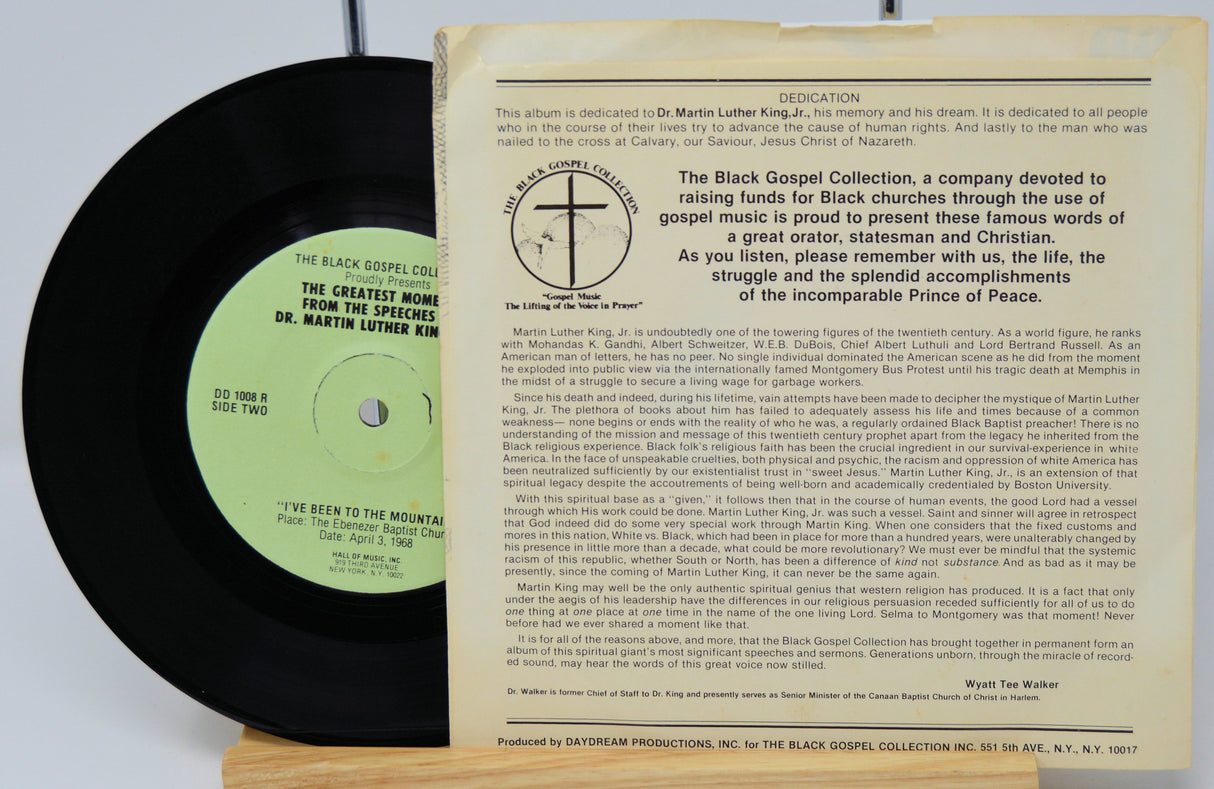 THE BLACK GOSPEL
Proudly Presents
THE GREATEST
FROM THE SPEECHES
DR. MARTIN LUTHER
DD 1008 R
SIDE TWO
"I'VE BEEN TO THE
Place: The Ebenezer Baptist
Date: April 3, 1968
HALL OF MUSIC, INC.
919 THIRD AVENUE
NEW YORK, N.Y. 10022
DEDICATION
This album is dedicated to Dr. Martin Luther King,Jr., his memory and his dream. It is dedicated to all people
who in the course of their lives try to advance the cause of human rights. And lastly to the man who was
nailed to the cross at Calvary, our Saviour, Jesus Christ of Nazareth.
THE BLACK GOSPEL COLLECTION
"Gospel Music
The Lifting of the Voice in Prayer"
The Black Gospel Collection, a company devoted to
raising funds for Black churches through the use of
gospel music is proud to present these famous words of
a great orator, statesman and Christian.
As you listen, please remember with us, the life, the
struggle and the splendid accomplishments
of the incomparable Prince of Peace.
Martin Luther King, Jr. is undoubtedly one of the towering figures of the twentieth century. As a world figure, he ranks
with Mohandas K. Gandhi, Albert Schweitzer, W.E.B. DuBois, Chief Albert Luthuli and Lord Bertrand Russell. As an
American man of letters, he has no peer. No single individual dominated the American scene as he did from the moment
he exploded into public view via the internationally famed Montgomery Bus Protest until his tragic death at Memphis in
the midst of a struggle to secure a living wage for garbage workers.
Since his death and indeed, during his lifetime, vain attempts have been made to decipher the mystique of Martin Luther
King, Jr. The plethora of books about him has failed to adequately assess his life and times because of a common
weakness— none begins or ends with the reality of who he was, a regularly ordained Black Baptist preacher! There is no
understanding of the mission and message of this twentieth century prophet apart from the legacy he inherited from the
Black religious experience. Black folk's religious faith has been the crucial ingredient in our survival-experience in white
America. In the face of unspeakable cruelties, both physical and psychic, the racism and oppression of white America has
been neutralized sufficiently by our existentialist trust in "sweet Jesus." Martin Luther King, Jr., is an extension of that
spiritual legacy despite the accoutrements of being well-born and academically credentialed by Boston University.
With this spiritual base as a "given," it follows then that in the course of human events, the good Lord had a vessel
through which His work could be done. Martin Luther King, Jr. was such a vessel. Saint and sinner will agree in retrospect
that God indeed did do some very special work through Martin King. When one considers that the fixed customs and
mores in this nation, White vs. Black, which had been in place for more than a hundred years, were unalterably changed by
his presence in little more than a decade, what could be more revolutionary? We must ever be mindful that the systemic
racism of this republic, whether South or North, has been a difference of kind not substance. And as bad as it may be
presently, since the coming of Martin Luther King, it can never be the same again.
Martin King may well be the only authentic spiritual genius that western religion has produced. It is a fact that only
under the aegis of his leadership have the differences in our religious persuasion receded sufficiently for all of us to do
one thing at one place at one time in the name of the one living Lord. Selma to Montgomery was that moment! Never
before had we ever shared a moment like that.
It is for all of the reasons above, and more, that the Black Gospel Collection has brought together in permanent form an
album of this spiritual giant's most significant speeches and sermons. Generations unborn, through the miracle of record-
ed sound, may hear the words of this great voice now stilled.
Wyatt Tee Walker
Dr. Walker is former Chief of Staff to Dr. King and presently serves as Senior Minister of the Canaan Baptist Church of Christ in Harlem.
Produced by DAYDREAM PRODUCTIONS, INC. for THE BLACK GOSPEL COLLECTION INC. 551 5th AVE., N.Y., N.Y. 10017